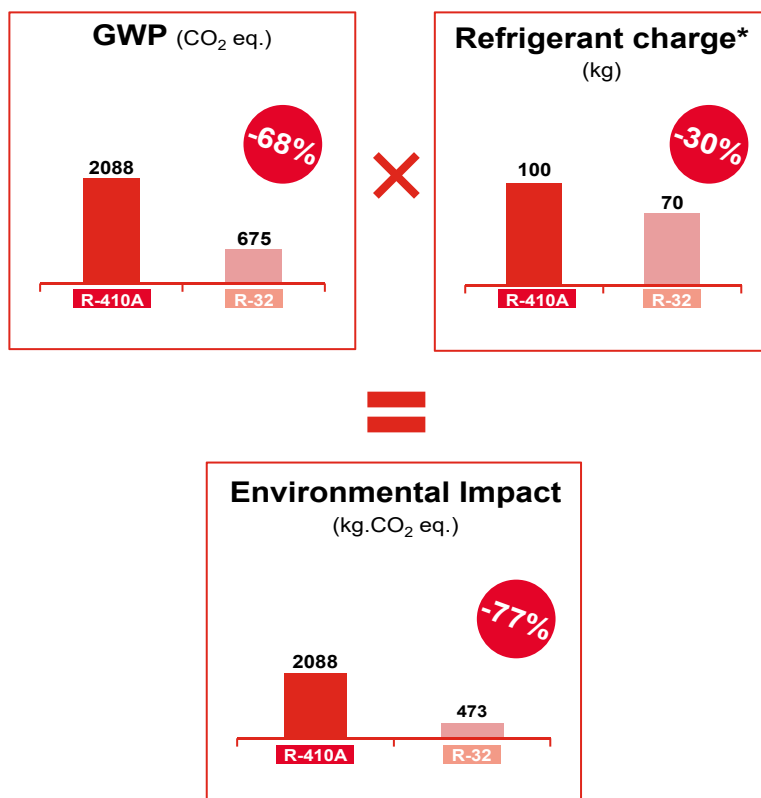 GWP (CO₂ eq.)
-68%
2088
675
R-410A R-32
×
Refrigerant charge*
(kg)
-30%
100
70
R-410A R-32
=
Environmental Impact
(kg.CO₂ eq.)
-77%
2088
473
R-410A R-32